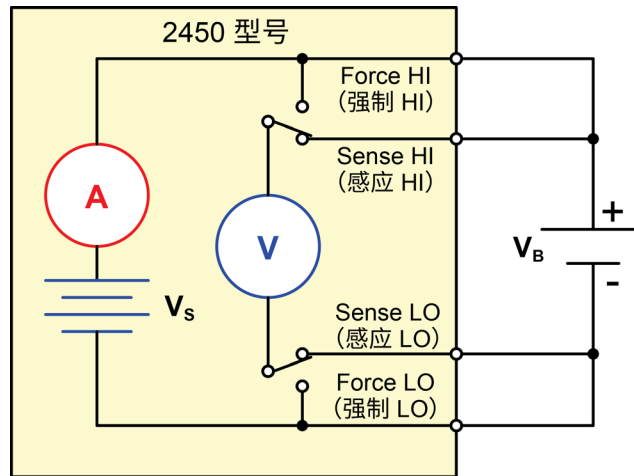 2450 型号
Force HI
(强制 HI)
Sense HI
(感应 HI)
A
V
V_S
V_B
+
-
Sense LO
(感应 LO)
Force LO
(强制 LO)